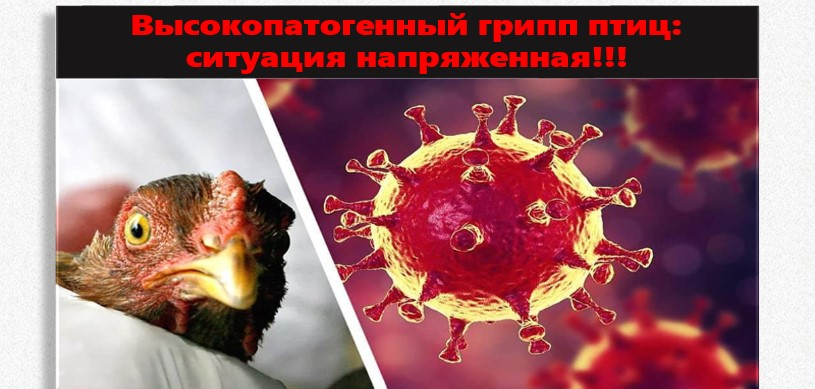 Высокопатогенный грипп птиц:
ситуация напряженная!!!